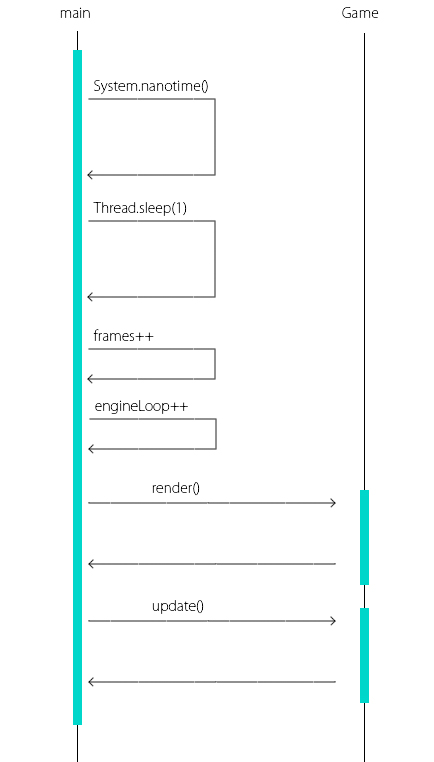 main Game
System.nanotime()
Thread.sleep(1)
frames++
engineLoop++
render()
update()